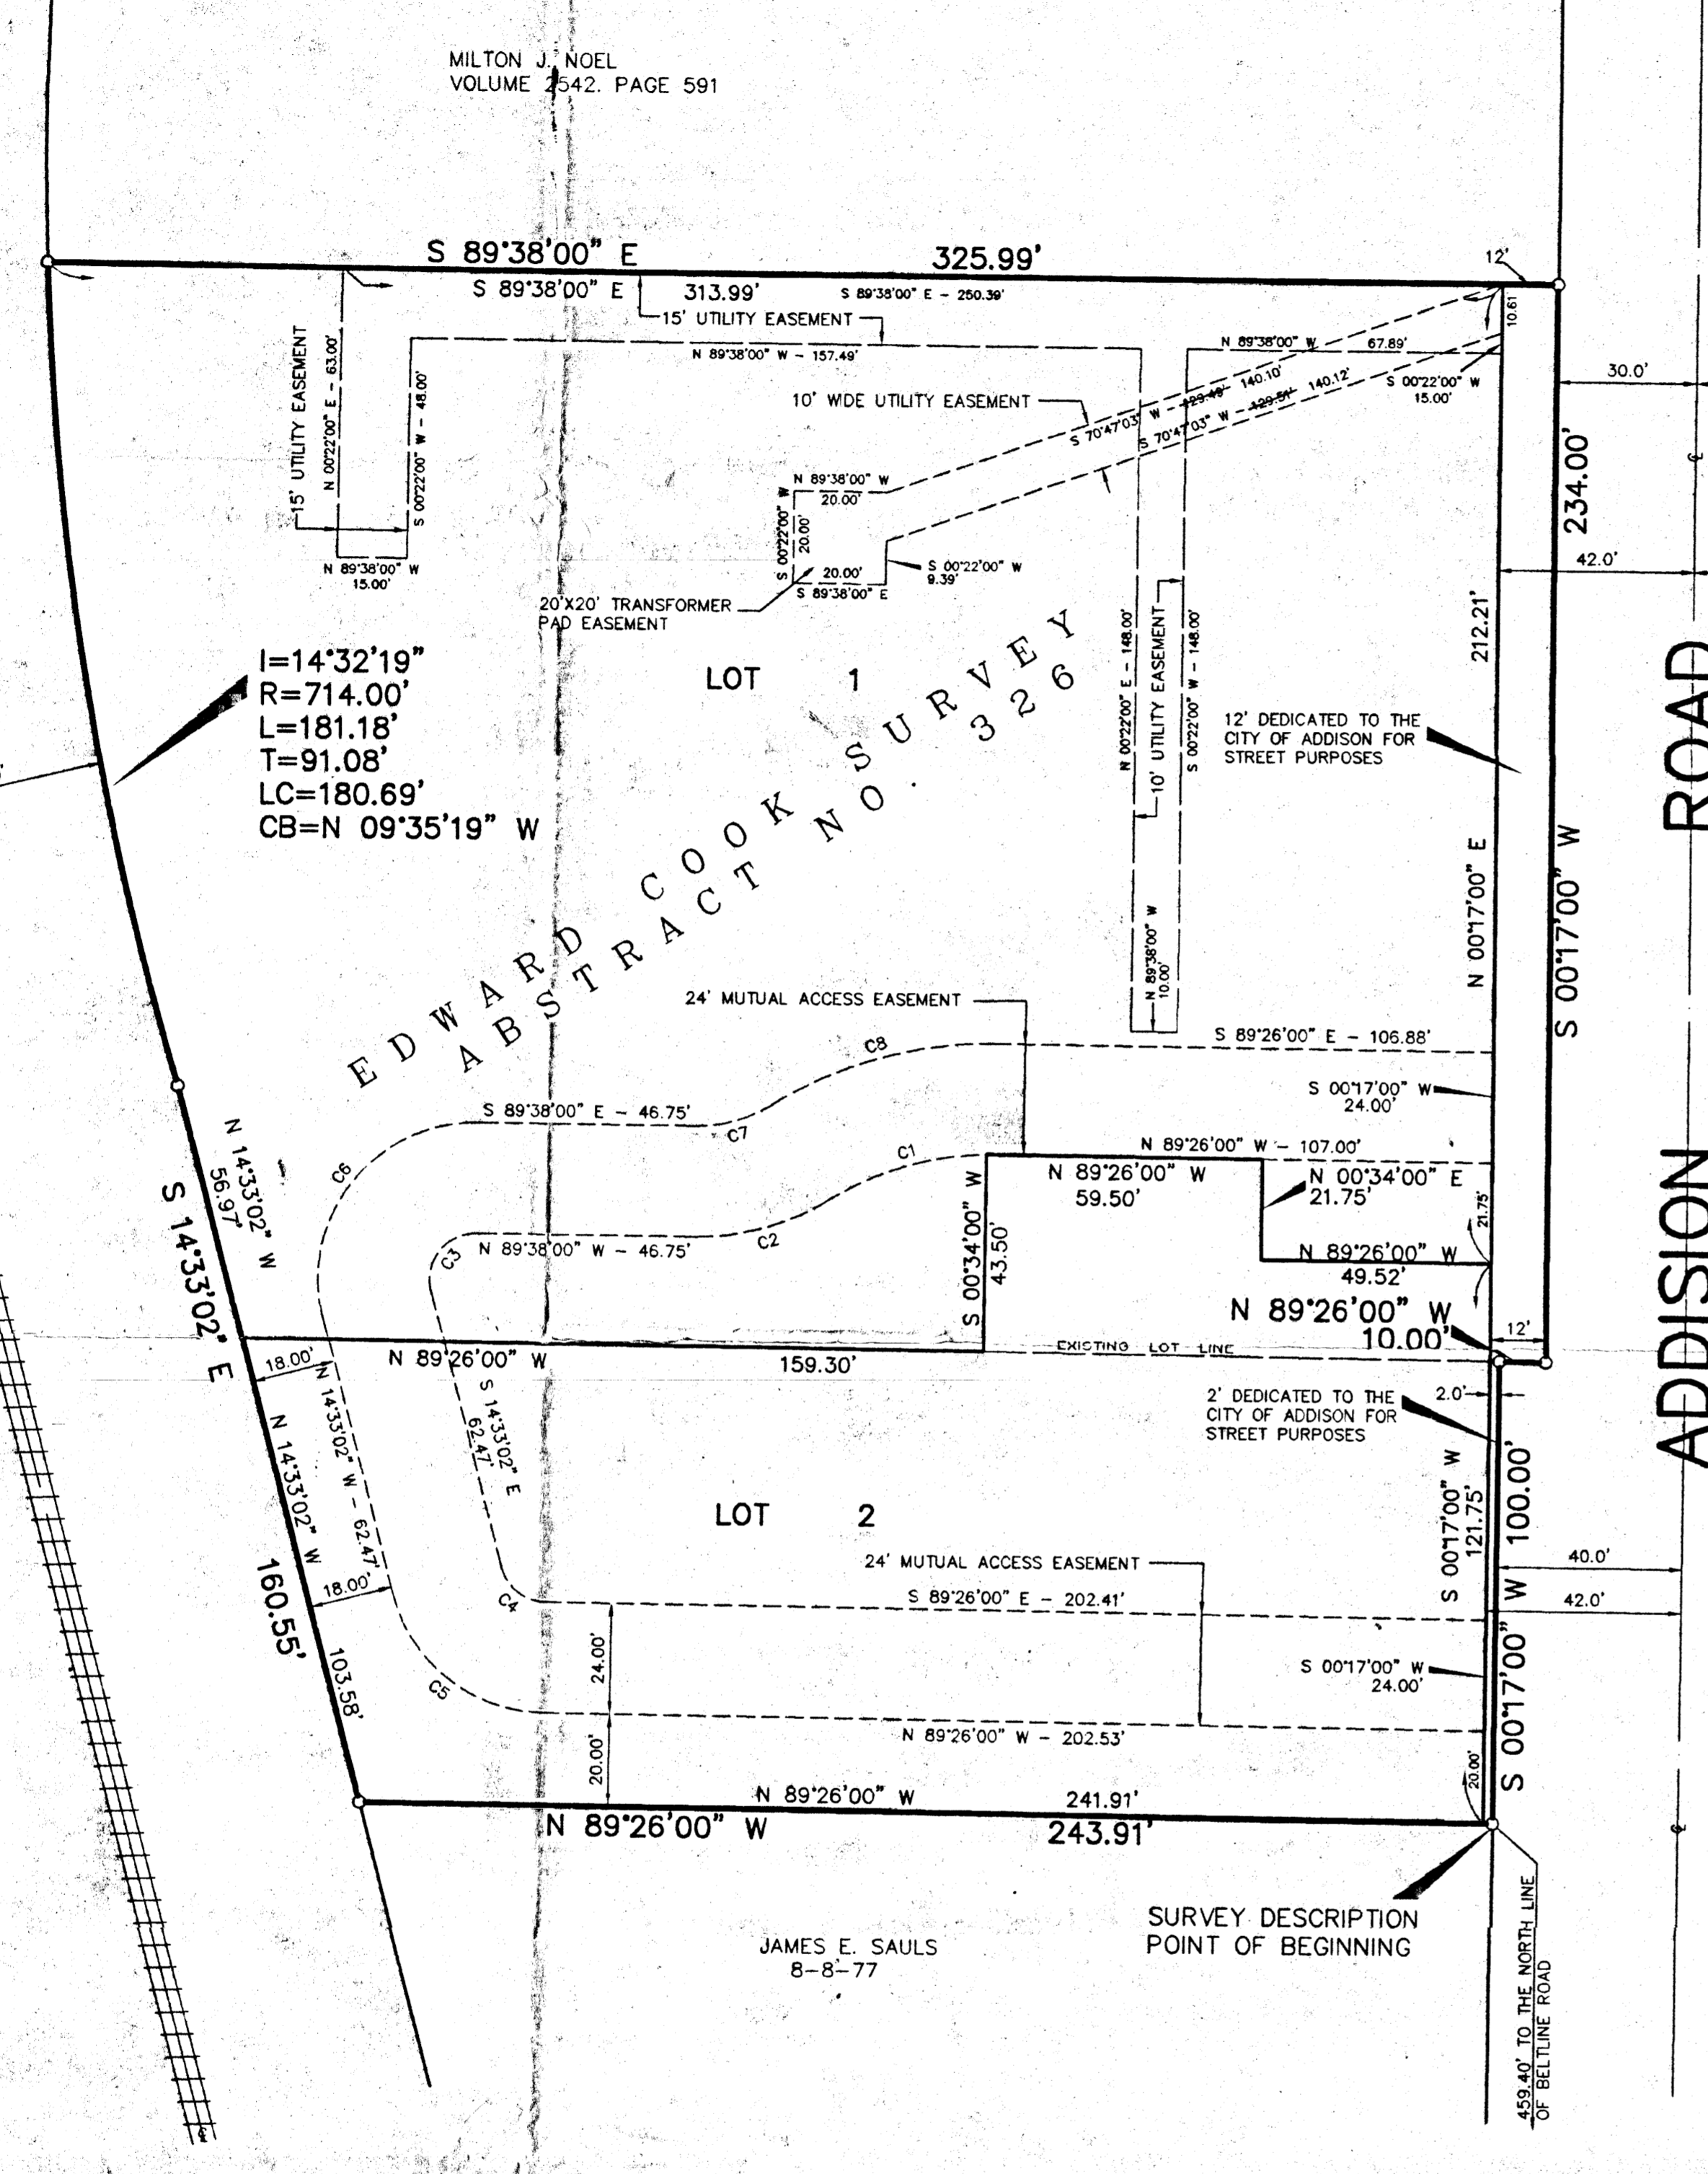 MILTON J. NOEL
VOLUME 2542. PAGE 591
S 89°38'00" E 325.99'
12'
S 89°38'00" E 313.99'
S 89°38'00" E - 250.39'
10.61'
15' UTILITY EASEMENT
N 89°38'00" W - 157.49'
N 89°38'00" W 67.89'
15' UTILITY EASEMENT
N 00°22'00" E - 63.00'
S 00°22'00" W - 48.00'
N 89°38'00" W
15.00'
10' WIDE UTILITY EASEMENT
S 70°47'03" W - 129.49' 140.10'
S 70°47'03" W - 129.51' 140.12'
S 00°22'00" W
15.00'
30.0'
234.00'
42.0'
N 89°38'00" W
20.00'
S 00°22'00" W
20.00'
20.00'
S 89°38'00" E
S 00°22'00" W
9.39'
20'X20' TRANSFORMER
PAD EASEMENT
212.21'
I=14°32'19"
R=714.00'
L=181.18'
T=91.08'
LC=180.69'
CB=N 09°35'19" W
LOT 1
EDWARD COOK SURVEY
ABSTRACT NO. 326
N 00°22'00" E - 148.00'
10' UTILITY EASEMENT
S 00°22'00" W - 148.00'
N 89°38'00" W
10.00'
12' DEDICATED TO THE
CITY OF ADDISON FOR
STREET PURPOSES
N 00°17'00" E
S 00°17'00" W
ADDISION ROAD
24' MUTUAL ACCESS EASEMENT
C8
S 89°26'00" E - 106.88'
S 00°17'00" W
24.00'
S 89°38'00" E - 46.75'
C7
C6
C1
N 89°26'00" W - 107.00'
N 89°26'00" W
59.50'
N 00°34'00" E
21.75'
21.75'
N 14°33'02" W
56.97'
S 14°33'02" E
160.55'
C3
N 89°38'00" W - 46.75'
C2
S 00°34'00" W
43.50'
N 89°26'00" W
49.52'
N 89°26'00" W
10.00'
12'
EXISTING LOT LINE
N 89°26'00" W 159.30'
18.00'
N 14°33'02" W - 62.47'
S 14°33'02" E
62.47'
N 14°33'02" W
103.58'
18.00'
2' DEDICATED TO THE
CITY OF ADDISON FOR
STREET PURPOSES
2.0'
S 00°17'00" W
121.75'
S 00°17'00" W 100.00'
LOT 2
40.0'
42.0'
24' MUTUAL ACCESS EASEMENT
C4
S 89°26'00" E - 202.41'
24.00'
S 00°17'00" W
24.00'
C5
N 89°26'00" W - 202.53'
20.00'
20.00'
N 89°26'00" W 241.91'
N 89°26'00" W 243.91'
SURVEY DESCRIPTION
POINT OF BEGINNING
JAMES E. SAULS
8-8-77
459.40' TO THE NORTH LINE
OF BELTLINE ROAD